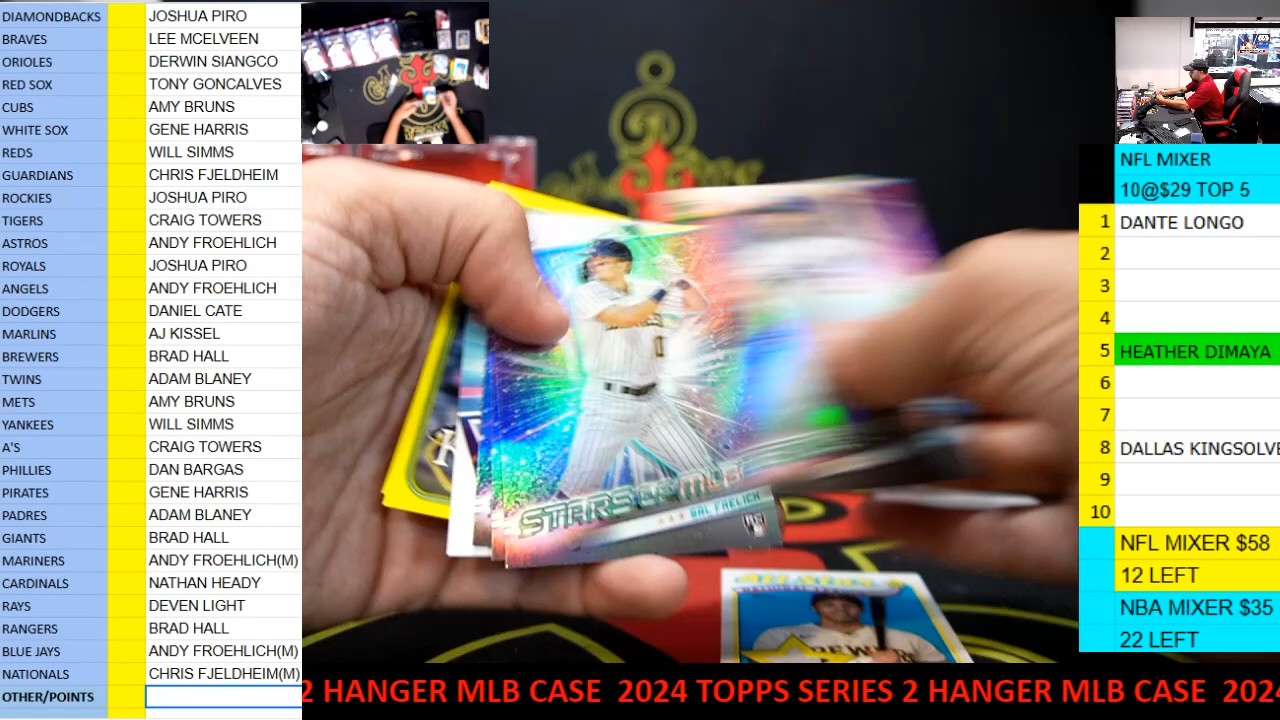 DIAMONDBACKS JOSHUA PIRO
BRAVES LEE MCELVEEN
ORIOLES DERWIN SIANGCO
RED SOX TONY GONCALVES
CUBS AMY BRUNS
WHITE SOX GENE HARRIS
REDS WILL SIMMS
GUARDIANS CHRIS FJELDHEIM
ROCKIES JOSHUA PIRO
TIGERS CRAIG TOWERS
ASTROS ANDY FROEHLICH
ROYALS JOSHUA PIRO
ANGELS ANDY FROEHLICH
DODGERS DANIEL CATE
MARLINS AJ KISSEL
BREWERS BRAD HALL
TWINS ADAM BLANEY
METS AMY BRUNS
YANKEES WILL SIMMS
A'S CRAIG TOWERS
PHILLIES DAN BARGAS
PIRATES GENE HARRIS
PADRES ADAM BLANEY
GIANTS BRAD HALL
MARINERS ANDY FROEHLICH(M)
CARDINALS NATHAN HEADY
RAYS DEVEN LIGHT
RANGERS BRAD HALL
BLUE JAYS ANDY FROEHLICH(M)
NATIONALS CHRIS FJELDHEIM(M)
OTHER/POINTS
STARS OF MLB
SAL FRELICK
NFL MIXER
10@$29 TOP 5
1 DANTE LONGO
2
3
4
5 HEATHER DIMAYA
6
7
8 DALLAS KINGSOLVE
9
10
NFL MIXER $58
12 LEFT
NBA MIXER $35
22 LEFT
2 HANGER MLB CASE 2024 TOPPS SERIES 2 HANGER MLB CASE 202